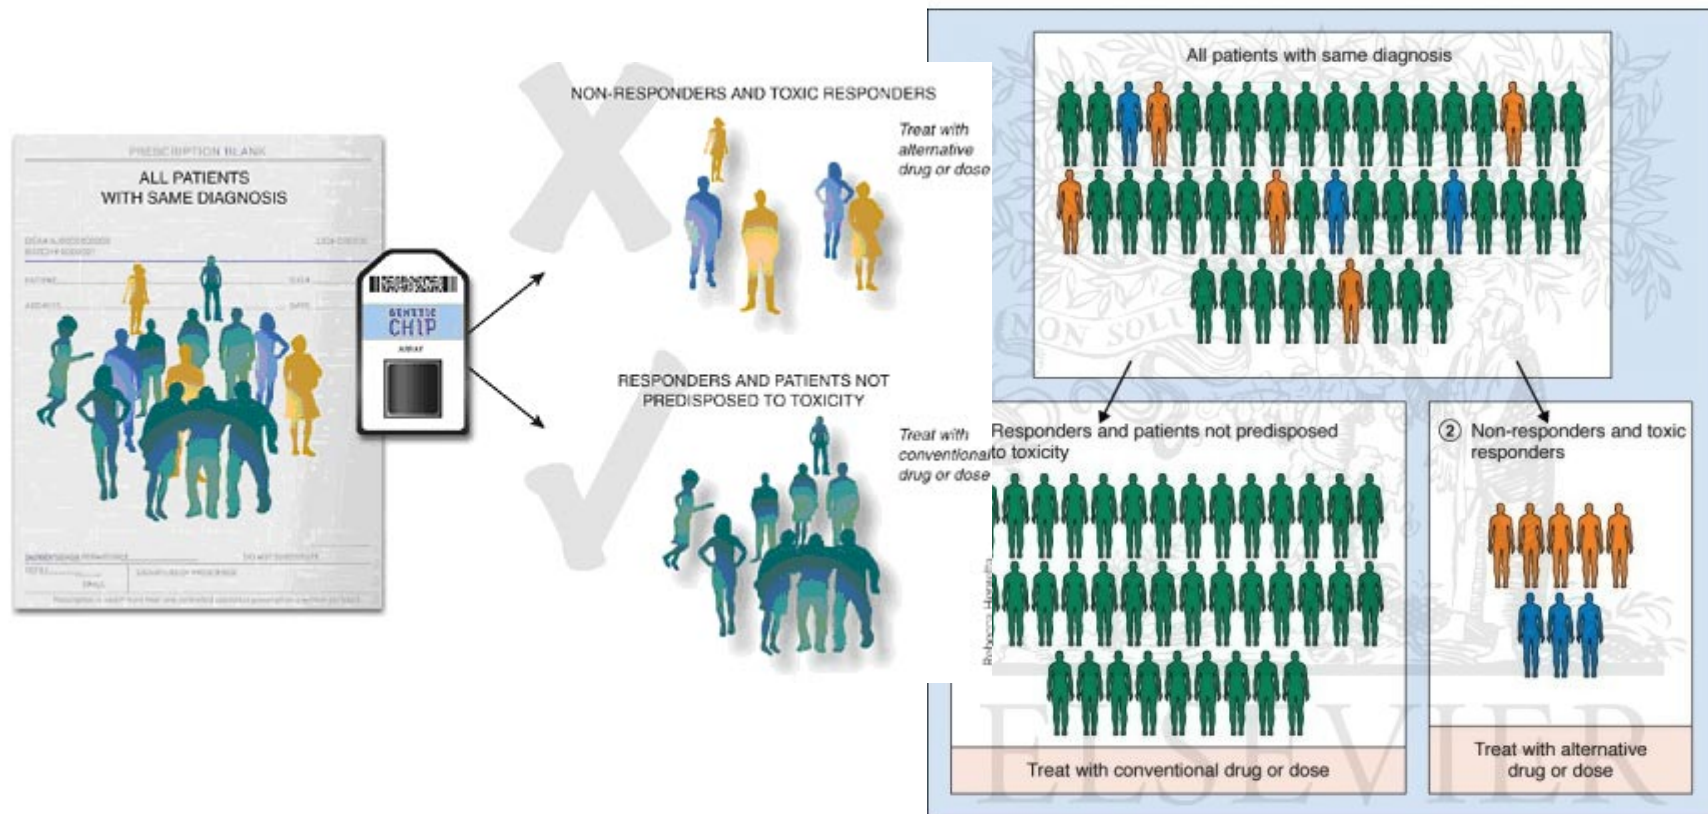 PRESCRIPTION BLANK
ALL PATIENTS
WITH SAME DIAGNOSIS
GENETIC
CHIP
ARRAY
NON-RESPONDERS AND TOXIC RESPONDERS
Treat with
alternative
drug or dose
RESPONDERS AND PATIENTS NOT
PREDISPOSED TO TOXICITY
Treat with
conventional
drug or dose
All patients with same diagnosis
NON SOLU
Responders and patients not predisposed
to toxicity
Treat with conventional drug or dose
2 Non-responders and toxic
responders
Treat with alternative
drug or dose
ELSEVIER